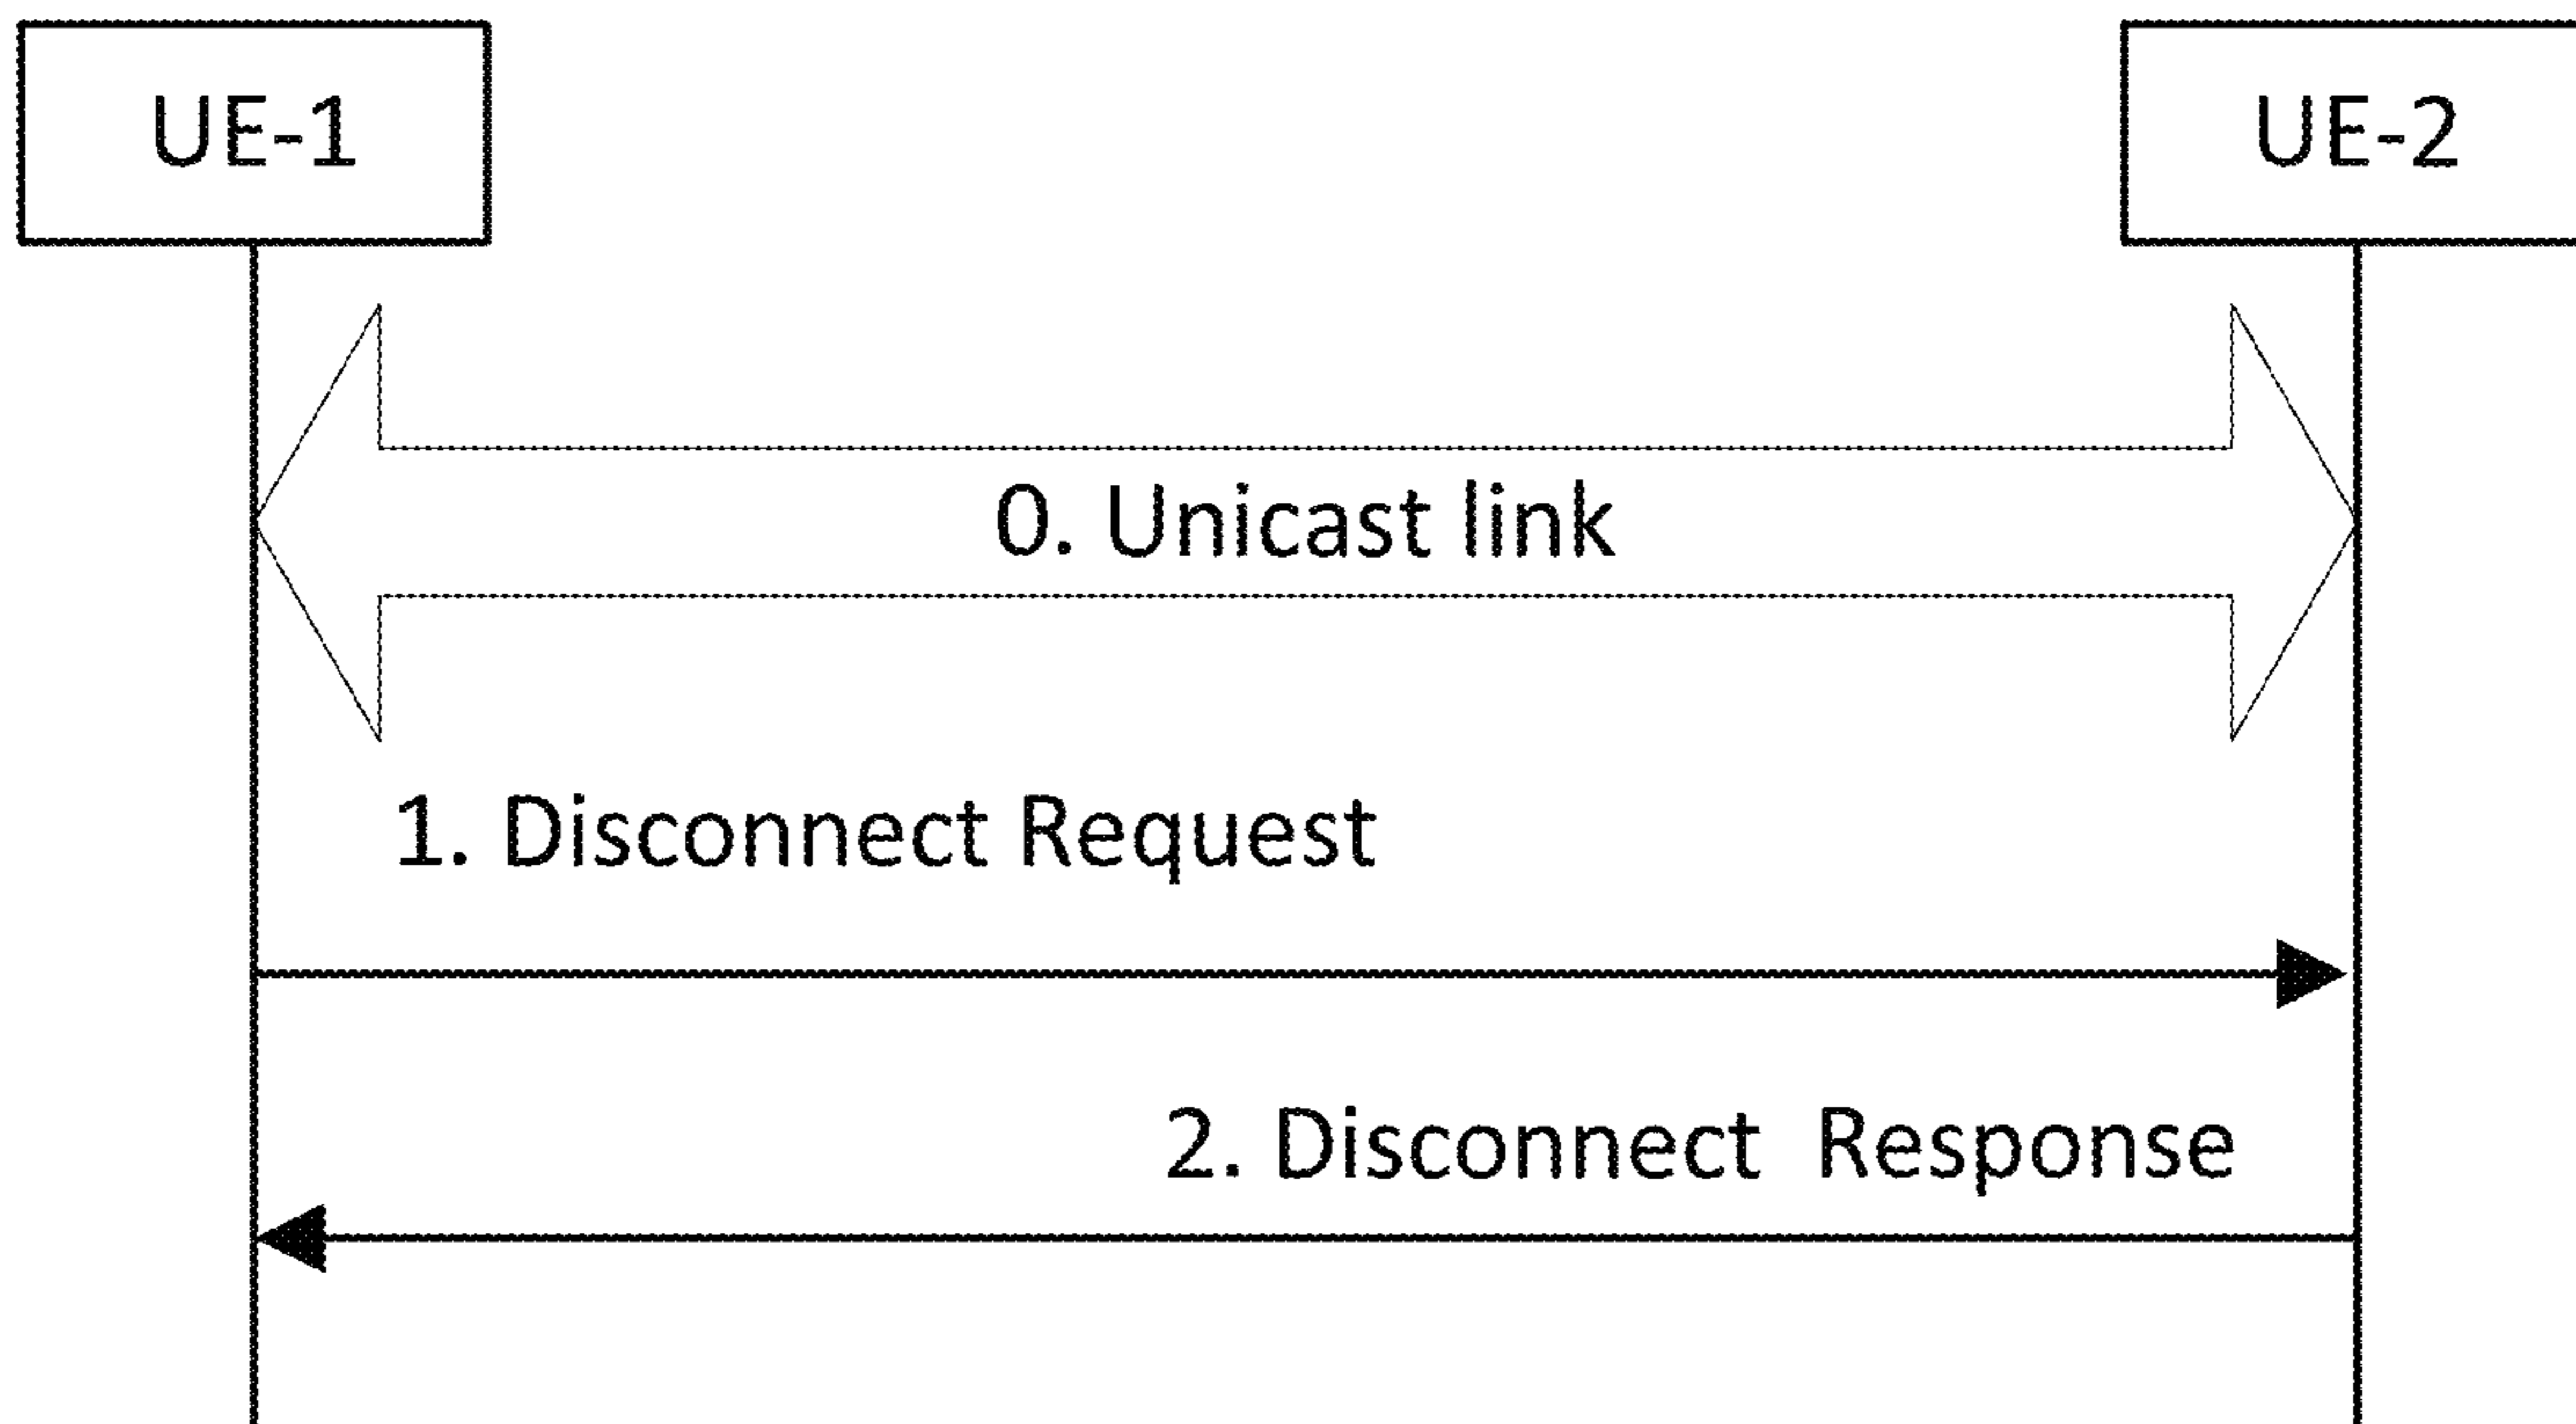 UE-1
UE-2
0. Unicast link
1. Disconnect Request
2. Disconnect Response